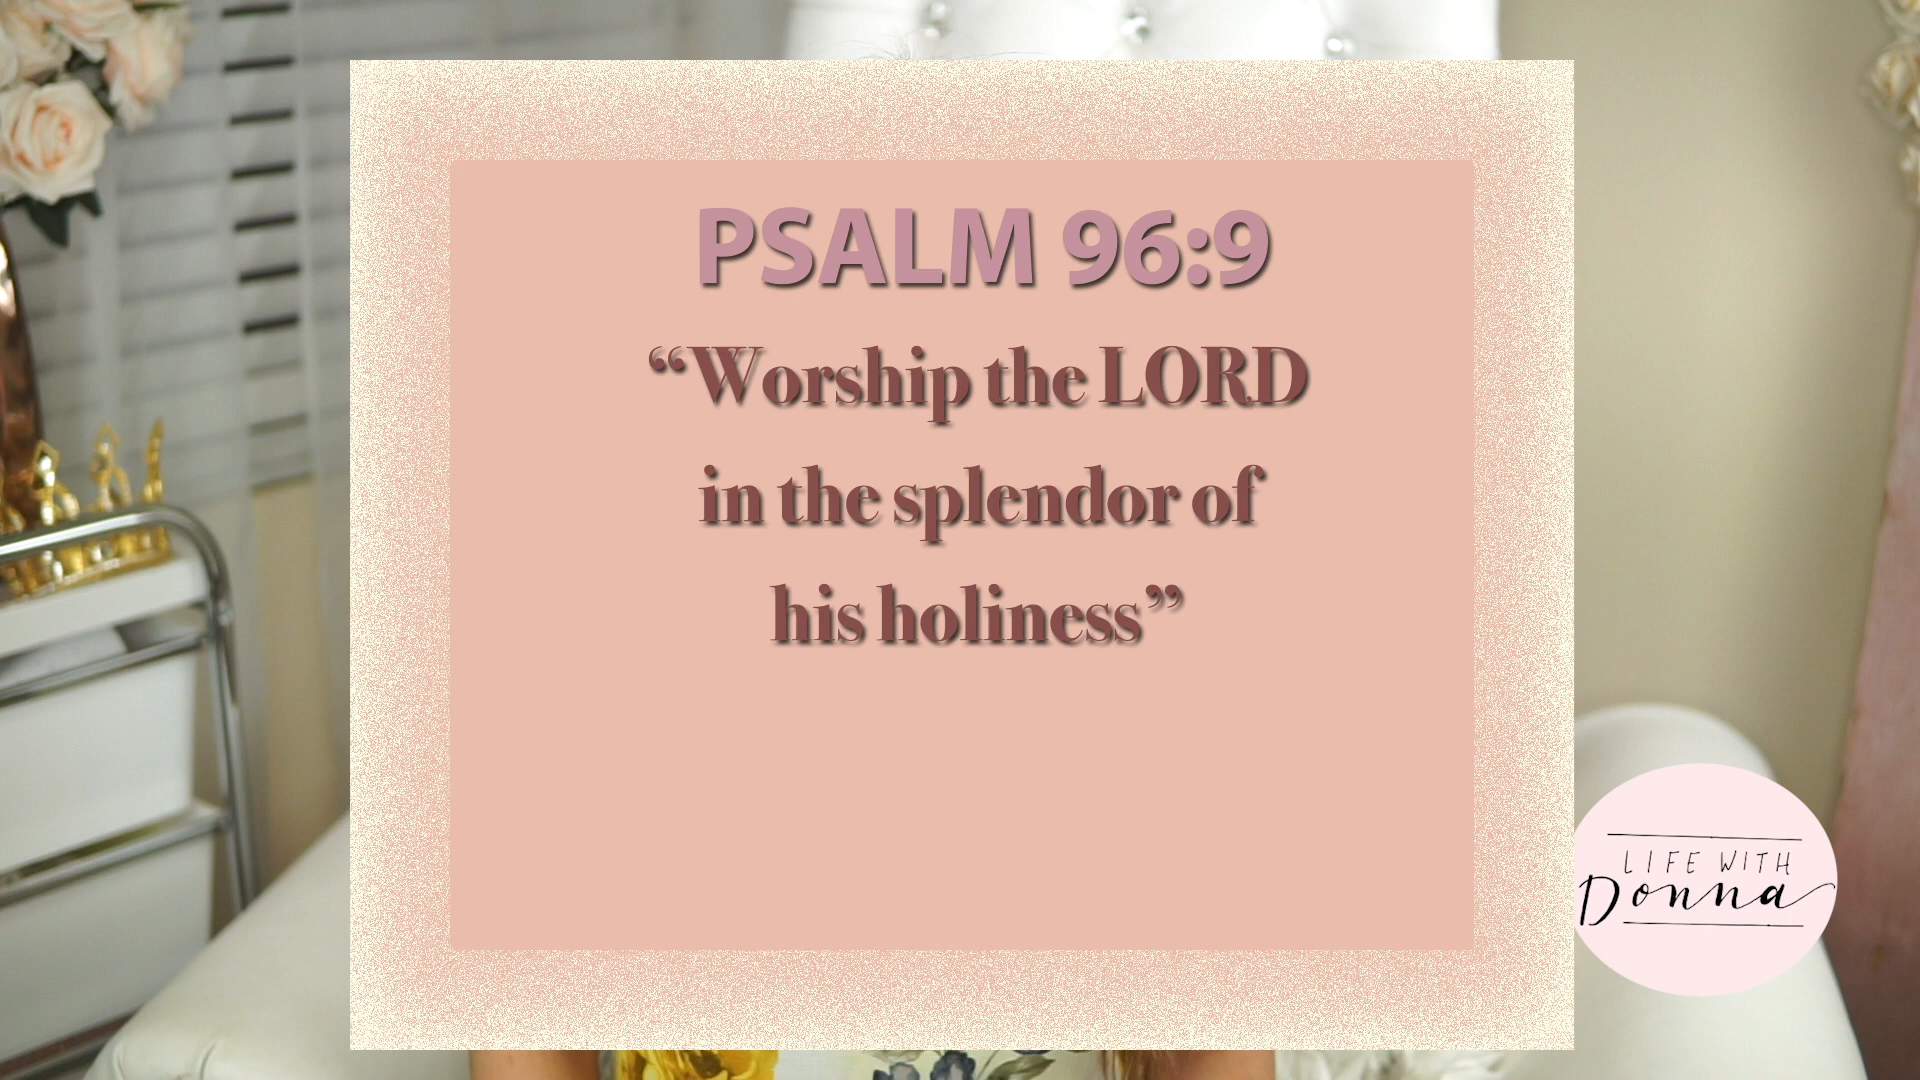 PSALM 96:9
“Worship the LORD
in the splendor of
his holiness”
LIFE WITH
Donna